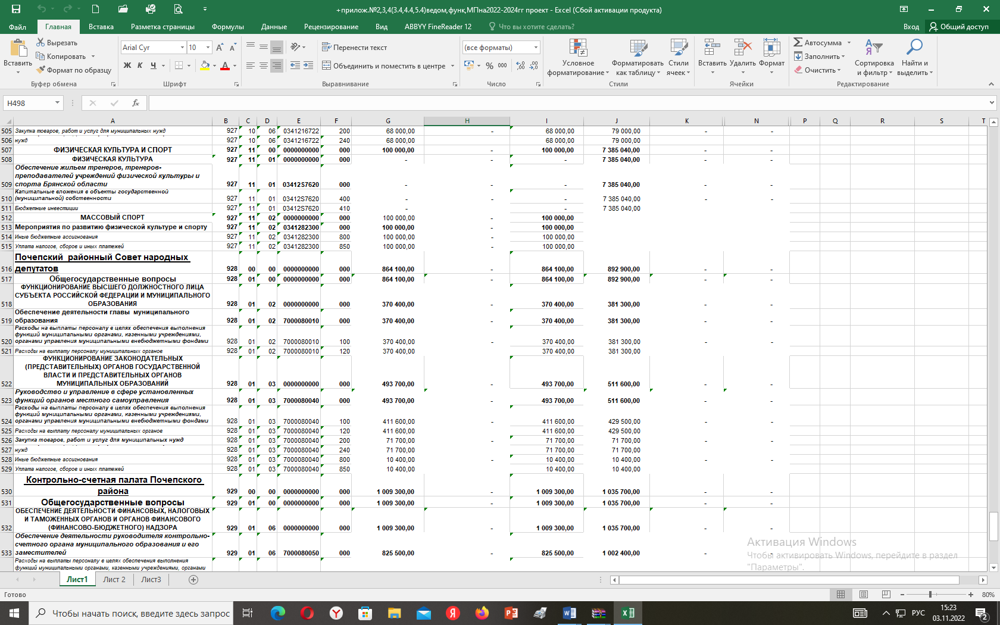 +прилож.№2,3,4(3.4,4.4,5.4)ведом,функ,МПна2022-2024гг проект - Excel (Сбой активации продукта)
Файл Главная Вставка Разметка страницы Формулы Данные Рецензирование Вид ABBYY FineReader 12 Что вы хотите сделать? Вход Общий доступ
Вставить Вырезать Копировать Формат по образцу
Arial Cyr 10 Ж К Ч
Перенести текст
Объединить и поместить в центре
(все форматы) % 000
Условное форматирование Форматировать как таблицу Стили ячеек
Вставить Удалить Формат
Автосумма Заполнить Очистить Сортировка и фильтр Найти и выделить
Буфер обмена Шрифт Выравнивание Число Стили Ячейки Редактирование
H498 fx
A B C D E F G H I J K N P Q R S T
505 Закупка товаров, работ и услуг для муниципальных нужд 927 10 06 0341216722 200 68 000,00 - 68 000,00 79 000,00 - -
506 нужд 927 10 06 0341216722 240 68 000,00 - 68 000,00 79 000,00 - -
507 ФИЗИЧЕСКАЯ КУЛЬТУРА И СПОРТ 927 11 00 0000000000 000 100 000,00 - 100 000,00 7 385 040,00 - -
508 ФИЗИЧЕСКАЯ КУЛЬТУРА 927 11 01 0000000000 000 - - - 7 385 040,00 - -
Обеспечение жильем тренеров, тренеров-
преподавателей учреждений физической культуры и
509 спорта Брянской области 927 11 01 03412S7620 000 - - - 7 385 040,00 - -
Капитальные вложения в объекты государственной
510 (муниципальной) собственности 927 11 01 03412S7620 400 - - - 7 385 040,00 - -
511 Бюджетные инвестиции 927 11 01 03412S7620 410 - - 7 385 040,00
512 МАССОВЫЙ СПОРТ 927 11 02 0000000000 000 100 000,00 - 100 000,00
513 Мероприятия по развитию физической культуре и спорту 927 11 02 0341282300 000 100 000,00 - 100 000,00
514 Иные бюджетные ассигнования 927 11 02 0341282300 800 100 000,00 - 100 000,00
515 Уплата налогов, сборов и иных платежей 927 11 02 0341282300 850 100 000,00 - 100 000,00
Почепский районный Совет народных
516 депутатов 928 00 00 0000000000 000 864 100,00 - 864 100,00 892 900,00 - -
517 Общегосударственные вопросы 928 01 00 0000000000 000 864 100,00 - 864 100,00 892 900,00 - -
ФУНКЦИОНИРОВАНИЕ ВЫСШЕГО ДОЛЖНОСТНОГО ЛИЦА
СУБЪЕКТА РОССИЙСКОЙ ФЕДЕРАЦИИ И МУНИЦИПАЛЬНОГО
518 ОБРАЗОВАНИЯ 928 01 02 0000000000 000 370 400,00 - 370 400,00 381 300,00 - -
Обеспечение деятельности главы муниципального
519 образования 928 01 02 7000080010 000 370 400,00 - 370 400,00 381 300,00 - -
Расходы на выплаты персоналу в целях обеспечения выполнения
функций муниципальными органами, казенными учреждениями,
520 органами управления муниципальными внебюджетными фондами 928 01 02 7000080010 100 370 400,00 - 370 400,00 381 300,00 - -
521 Расходы на выплату персоналу муниципальных органов 928 01 02 7000080010 120 370 400,00 370 400,00 381 300,00
ФУНКЦИОНИРОВАНИЕ ЗАКОНОДАТЕЛЬНЫХ
(ПРЕДСТАВИТЕЛЬНЫХ) ОРГАНОВ ГОСУДАРСТВЕННОЙ
ВЛАСТИ И ПРЕДСТАВИТЕЛЬНЫХ ОРГАНОВ
522 МУНИЦИПАЛЬНЫХ ОБРАЗОВАНИЙ 928 01 03 0000000000 000 493 700,00 - 493 700,00 511 600,00 - -
Руководство и управление в сфере установленных
523 функций органов местного самоуправления 928 01 03 7000080040 000 493 700,00 - 493 700,00 511 600,00 - -
Расходы на выплаты персоналу в целях обеспечения выполнения
функций муниципальными органами, казенными учреждениями,
524 органами управления муниципальными внебюджетными фондами 928 01 03 7000080040 100 411 600,00 - 411 600,00 429 500,00 - -
525 Расходы на выплату персоналу муниципальных органов 928 01 03 7000080040 120 411 600,00 411 600,00 429 500,00
526 Закупка товаров, работ и услуг для муниципальных нужд 928 01 03 7000080040 200 71 700,00 - 71 700,00 71 700,00 - -
527 нужд 928 01 03 7000080040 240 71 700,00 71 700,00 71 700,00
528 Иные бюджетные ассигнования 928 01 03 7000080040 800 10 400,00 - 10 400,00 10 400,00 - -
529 Уплата налогов, сборов и иных платежей 928 01 03 7000080040 850 10 400,00 10 400,00 10 400,00
Контрольно-счетная палата Почепского
530 района 929 00 00 0000000000 000 1 009 300,00 - 1 009 300,00 1 035 700,00 - -
531 Общегосударственные вопросы 929 01 00 0000000000 000 1 009 300,00 - 1 009 300,00 1 035 700,00 - -
ОБЕСПЕЧЕНИЕ ДЕЯТЕЛЬНОСТИ ФИНАНСОВЫХ, НАЛОГОВЫХ
И ТАМОЖЕННЫХ ОРГАНОВ И ОРГАНОВ ФИНАНСОВОГО
532 (ФИНАНСОВО-БЮДЖЕТНОГО) НАДЗОРА 929 01 06 0000000000 000 1 009 300,00 - 1 009 300,00 1 035 700,00 - -
Обеспечение деятельности руководителя контрольно-
счетного органа муниципального образования и его
533 заместителей 929 01 06 7000080050 000 825 500,00 - 825 500,00 1 002 400,00 - -
Расходы на выплаты персоналу в целях обеспечения выполнения
функций муниципальными органами, казенными учреждениями, органами
Активация Windows
Чтобы активировать Windows, перейдите в раздел
"Параметры".
Лист1 Лист 2 Лист3
Готово 80%
Чтобы начать поиск, введите здесь запрос
РУС 15:23
03.11.2022 2